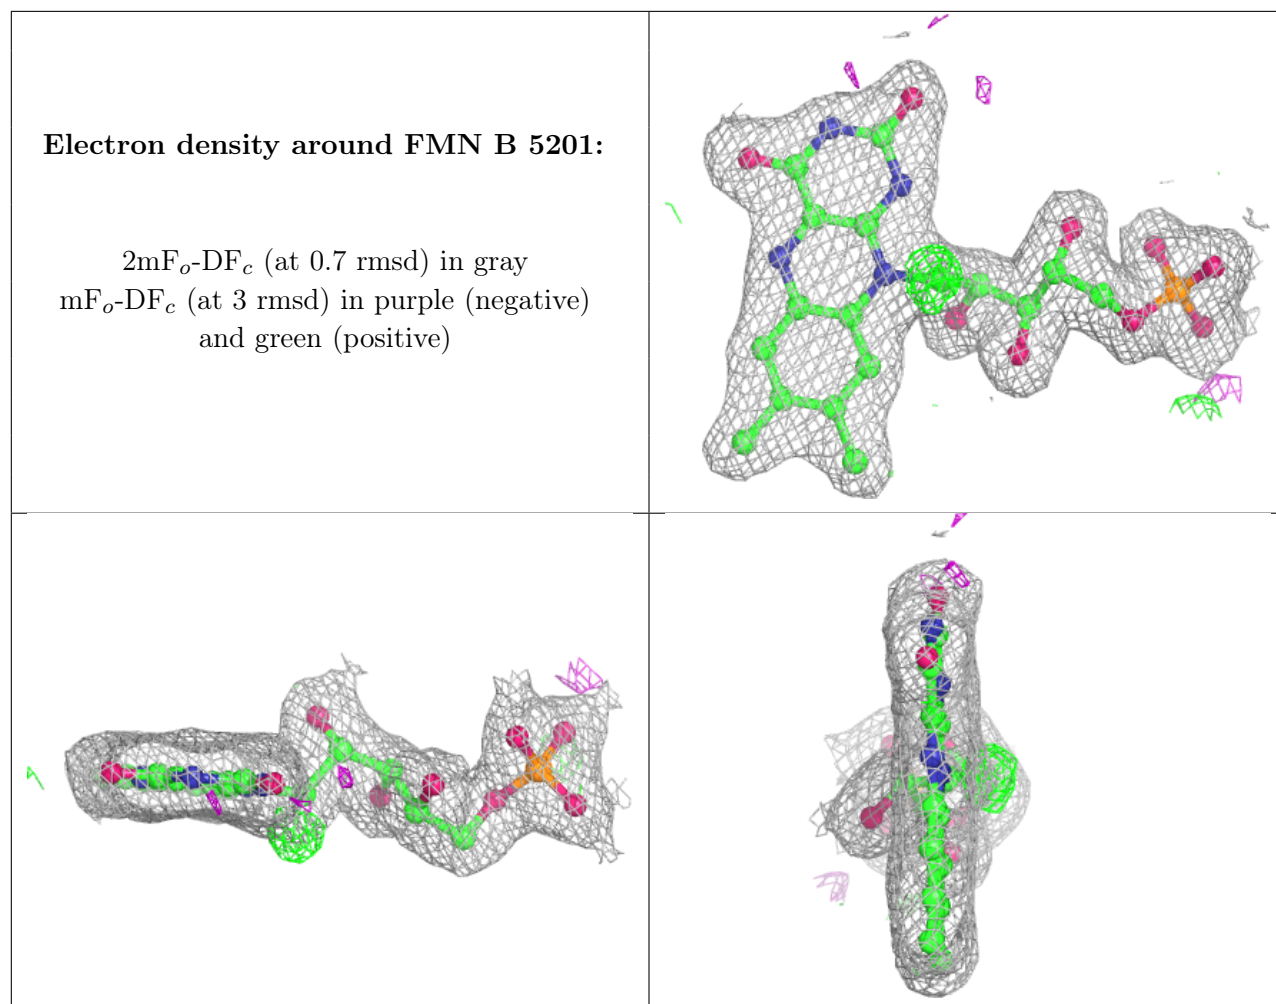 Electron density around FMN B 5201:
2mFo-DFc (at 0.7 rmsd) in gray
mFo-DFc (at 3 rmsd) in purple (negative)
and green (positive)